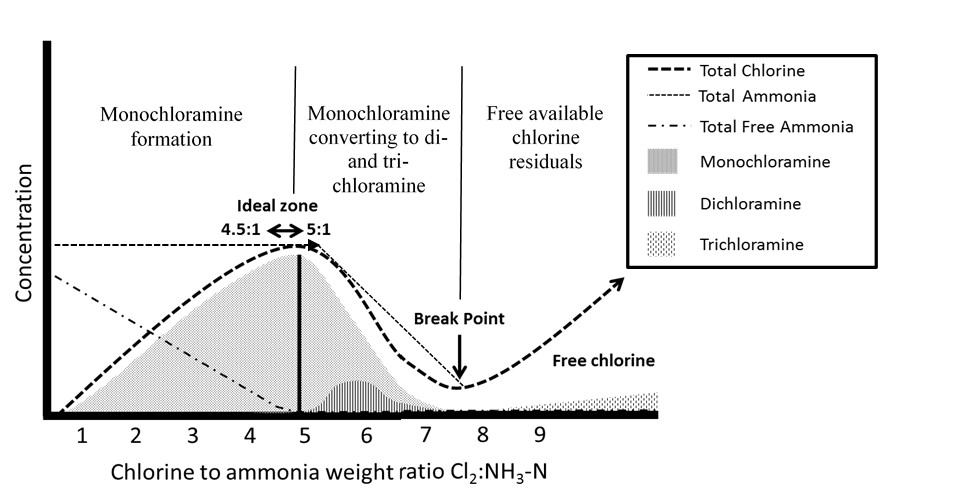 Monochloramine
formation
Monochloramine
converting to di-
and tri-
chloramine
Free available
chlorine
residuals
Total Chlorine
Total Ammonia
Total Free Ammonia
Monochloramine
Dichloramine
Trichloramine
Concentration
Ideal zone
4.5:1 5:1
Break Point
Free chlorine
1 2 3 4 5 6 7 8 9
Chlorine to ammonia weight ratio Cl₂:NH₃-N